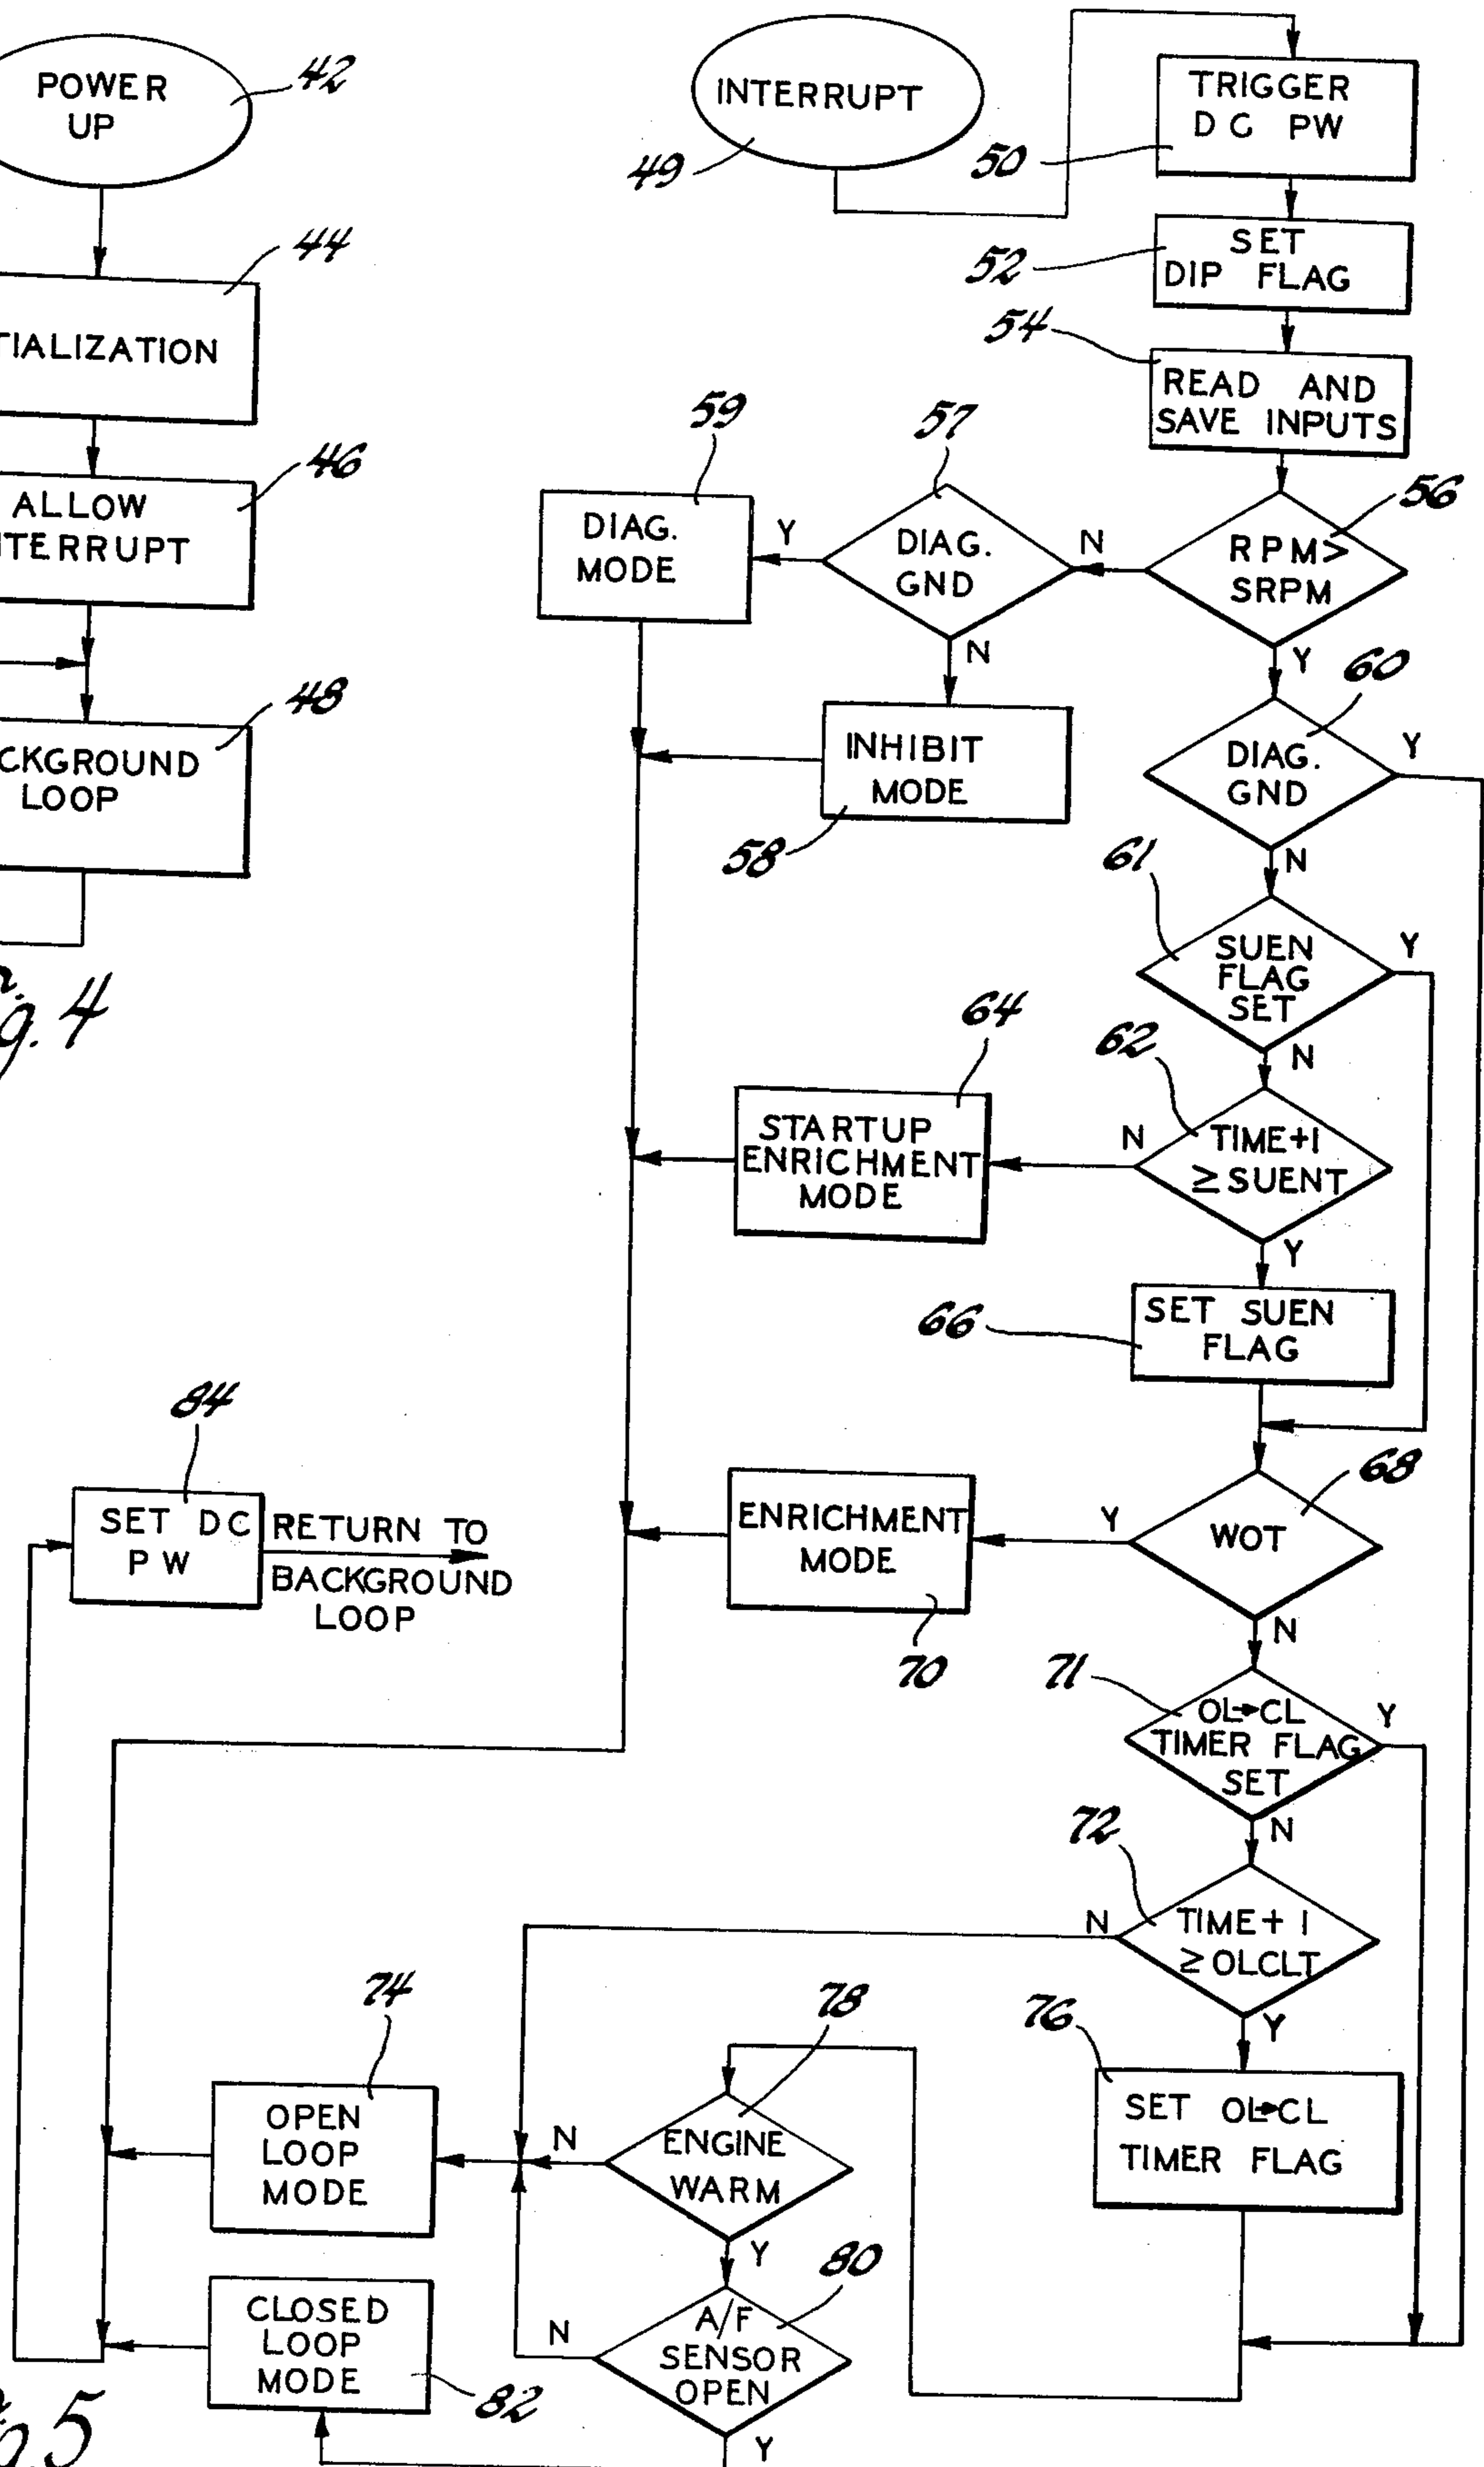 POWER
UP
42
44
TIALIZATION
46
ALLOW
TERRUPT
48
CKGROUND
LOOP
g. 4
INTERRUPT
49
TRIGGER
DC PW
50
SET
DIP FLAG
52
54
READ AND
SAVE INPUTS
56
RPM>
SRPM
N
Y
57
DIAG.
GND
Y
N
59
DIAG.
MODE
INHIBIT
MODE
58
60
DIAG.
GND
Y
N
61
SUEN
FLAG
SET
Y
N
62
TIME+1
≥SUENT
N
Y
64
STARTUP
ENRICHMENT
MODE
66
SET SUEN
FLAG
68
WOT
Y
N
ENRICHMENT
MODE
70
84
SET DC
PW
RETURN TO
BACKGROUND
LOOP
71
OL→CL
TIMER FLAG
SET
Y
N
72
TIME+1
≥OLCLT
N
Y
76
SET OL→CL
TIMER FLAG
74
OPEN
LOOP
MODE
78
ENGINE
WARM
N
Y
80
A/F
SENSOR
OPEN
N
Y
CLOSED
LOOP
MODE
82
5